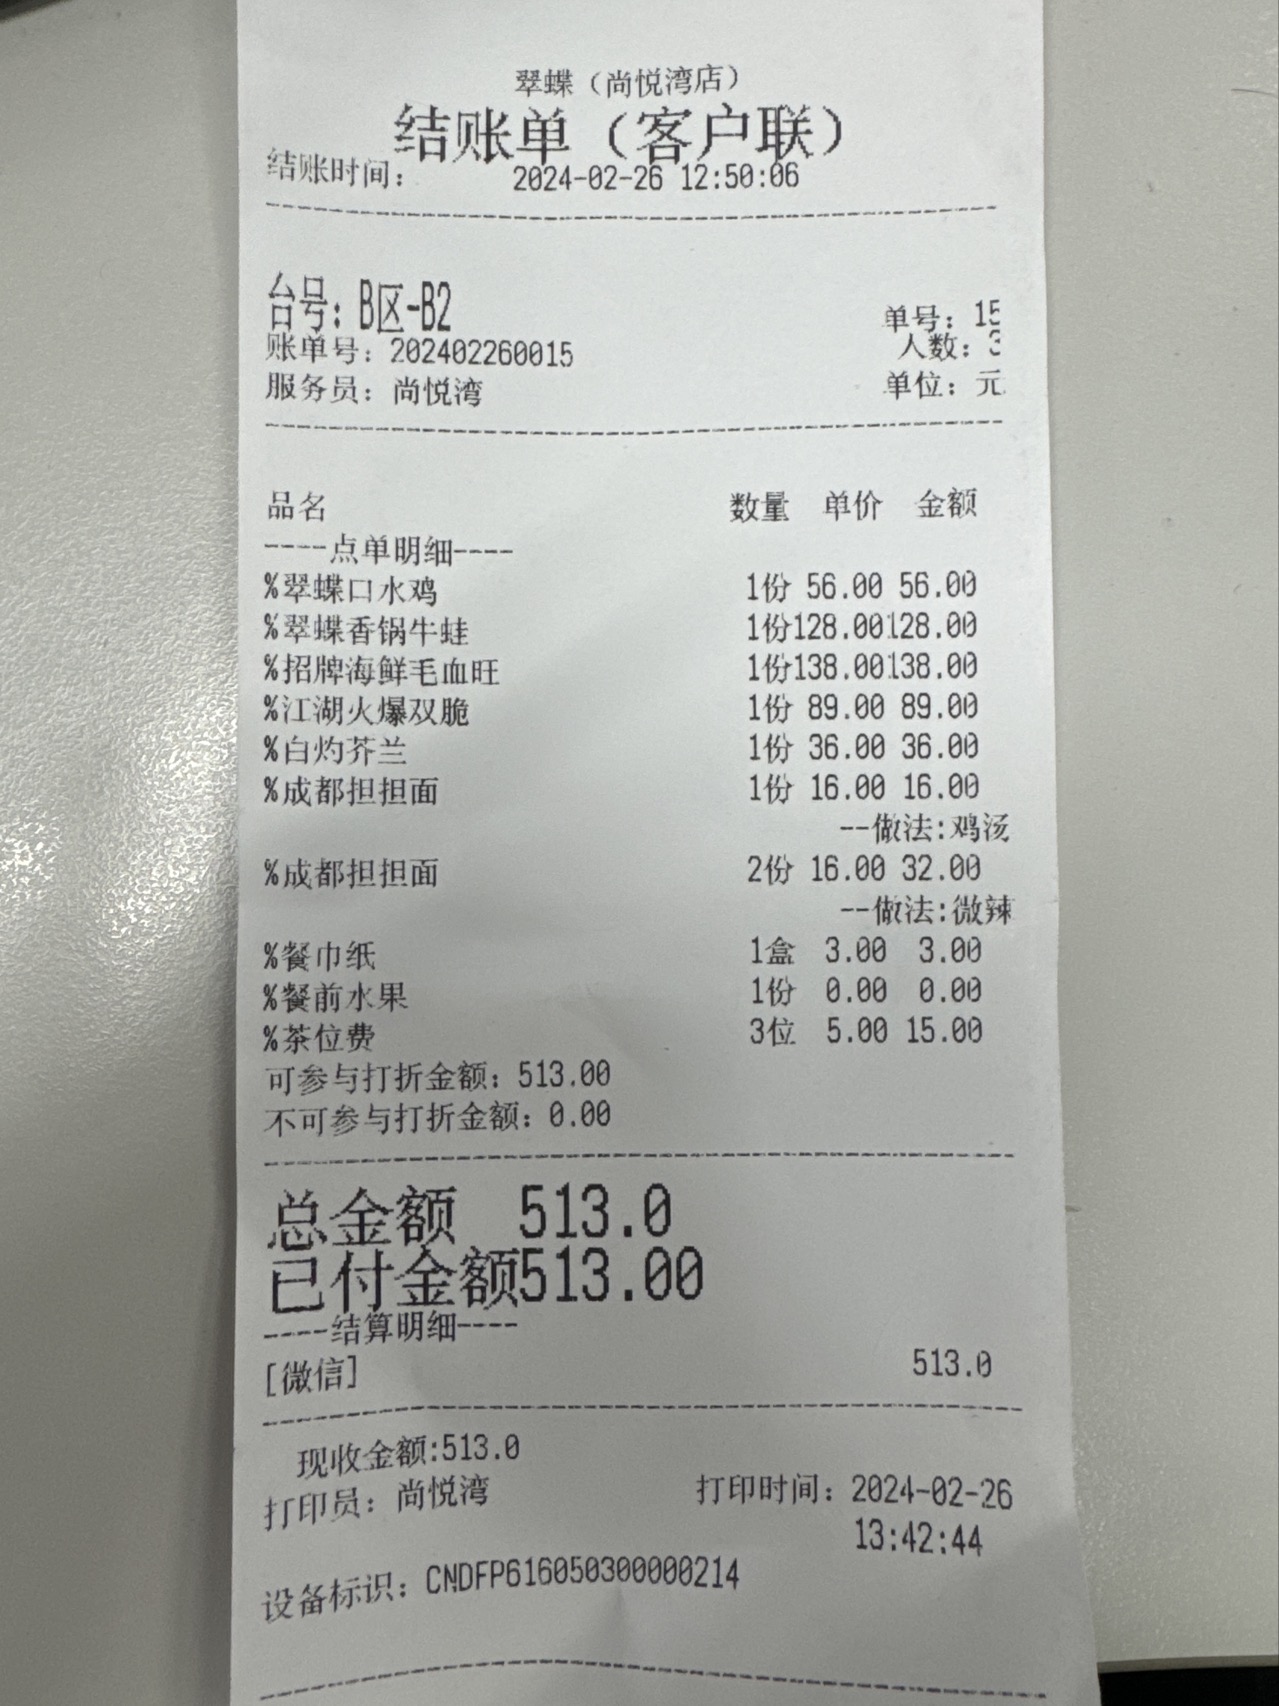 翠蝶（尚悦湾店）
结账单（客户联）
结账时间： 2024-02-26 12:50:06
台号：B区-B2 单号：15
账单号：202402260015 人数：3
服务员：尚悦湾 单位：元
品名 数量 单价 金额
----点单明细----
%翠蝶口水鸡 1份 56.00 56.00
%翠蝶香锅牛蛙 1份128.00128.00
%招牌海鲜毛血旺 1份138.00138.00
%江湖火爆双脆 1份 89.00 89.00
%白灼芥兰 1份 36.00 36.00
%成都担担面 1份 16.00 16.00
--做法:鸡汤
%成都担担面 2份 16.00 32.00
--做法:微辣
%餐巾纸 1盒 3.00 3.00
%餐前水果 1份 0.00 0.00
%茶位费 3位 5.00 15.00
可参与打折金额：513.00
不可参与打折金额：0.00
总金额 513.0
已付金额513.00
----结算明细----
[微信] 513.0
现收金额:513.0
打印员：尚悦湾 打印时间：2024-02-26
13:42:44
设备标识：CNDFP616050300000214